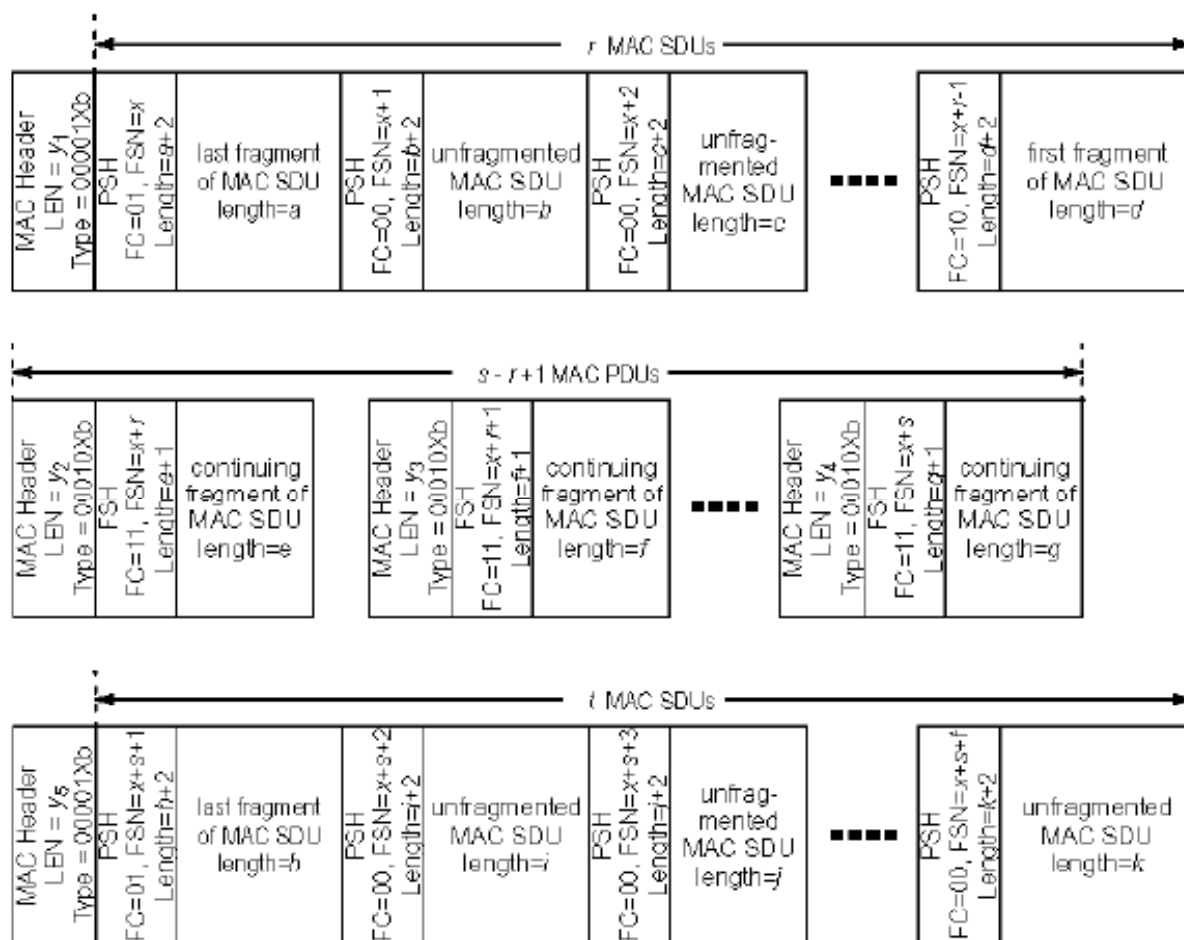 r MAC SDUs
MAC Header
LEN = y1
Type = 00001Xb
PSH
FC=01, FSN=x
Length=a+2
last fragment
of MAC SDU
length=a
PSH
FC=00, FSN=x+1
Length=b+2
unfragmented
MAC SDU
length=b
PSH
FC=00, FSN=x+2
Length=c+2
unfrag-
mented
MAC SDU
length=c
PSH
FC=10, FSN=x+r-1
Length=d+2
first fragment
of MAC SDU
length=d
s - r+1 MAC PDUs
MAC Header
LEN = y2
Type = 00010Xb
FSH
FC=11, FSN=x+r
Length=e+1
continuing
fragment of
MAC SDU
length=e
MAC Header
LEN = y3
Type = 00010Xb
FSH
FC=11, FSN=x+r+1
Length=f+1
continuing
fragment of
MAC SDU
length=f
MAC Header
LEN = y4
Type = 00010Xb
FSH
FC=11, FSN=x+s
Length=g+1
continuing
fragment of
MAC SDU
length=g
t MAC SDUs
MAC Header
LEN = y5
Type = 00001Xb
PSH
FC=01, FSN=x+s+1
Length=h+2
last fragment
of MAC SDU
length=h
PSH
FC=00, FSN=x+s+2
Length=i+2
unfragmented
MAC SDU
length=i
PSH
FC=00, FSN=x+s+3
Length=j+2
unfrag-
mented
MAC SDU
length=j
PSH
FC=00, FSN=x+s+t
Length=k+2
unfragmented
MAC SDU
length=k